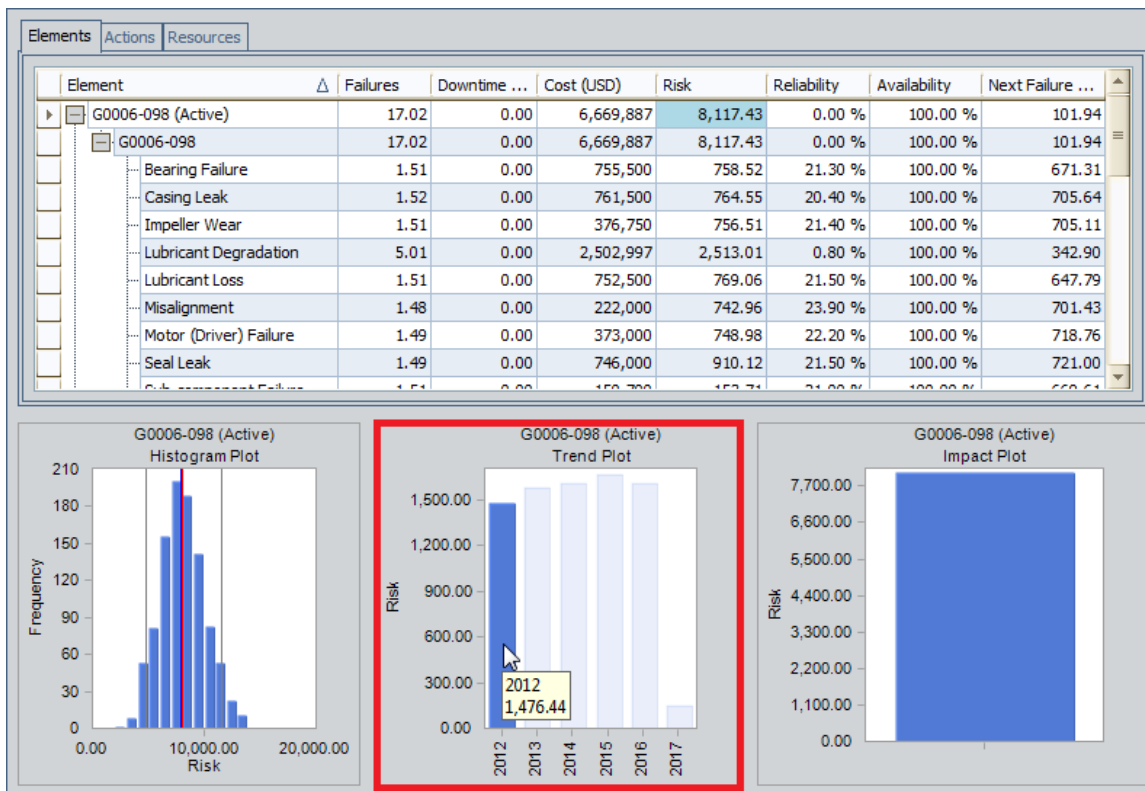 Elements Actions Resources
Element Failures Downtime ... Cost (USD) Risk Reliability Availability Next Failure ...
G0006-098 (Active) 17.02 0.00 6,669,887 8,117.43 0.00 % 100.00 % 101.94
G0006-098 17.02 0.00 6,669,887 8,117.43 0.00 % 100.00 % 101.94
Bearing Failure 1.51 0.00 755,500 758.52 21.30 % 100.00 % 671.31
Casing Leak 1.52 0.00 761,500 764.55 20.40 % 100.00 % 705.64
Impeller Wear 1.51 0.00 376,750 756.51 21.40 % 100.00 % 705.11
Lubricant Degradation 5.01 0.00 2,502,997 2,513.01 0.80 % 100.00 % 342.90
Lubricant Loss 1.51 0.00 752,500 769.06 21.50 % 100.00 % 647.79
Misalignment 1.48 0.00 222,000 742.96 23.90 % 100.00 % 701.43
Motor (Driver) Failure 1.49 0.00 373,000 748.98 22.20 % 100.00 % 718.76
Seal Leak 1.49 0.00 746,000 910.12 21.50 % 100.00 % 721.00
G0006-098 (Active)
Histogram Plot
210
180
150
120
90
60
30
0
Frequency
0.00 10,000.00 20,000.00
Risk
G0006-098 (Active)
Trend Plot
1,500.00
1,200.00
900.00
600.00
300.00
0.00
Risk
2012
1,476.44
2012 2013 2014 2015 2016 2017
G0006-098 (Active)
Impact Plot
7,700.00
6,600.00
5,500.00
4,400.00
3,300.00
2,200.00
1,100.00
0.00
Risk